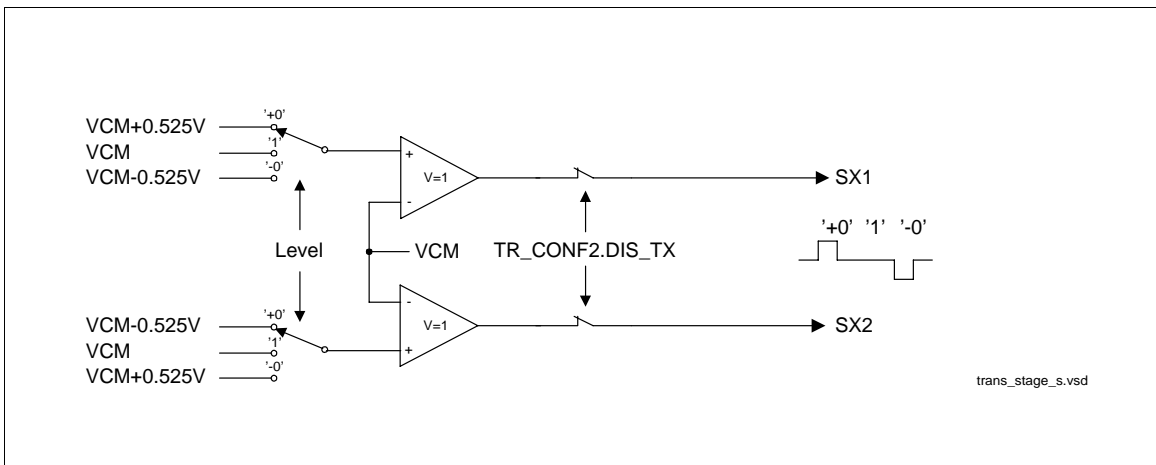 '+0'
VCM+0.525V
'1'
VCM
'-0'
VCM-0.525V
+
V=1
-
SX1
Level
VCM
TR_CONF2.DIS_TX
'+0' '1' '-0'
-
'+0'
VCM-0.525V
V=1
SX2
'1'
VCM
+
'-0'
VCM+0.525V
trans_stage_s.vsd